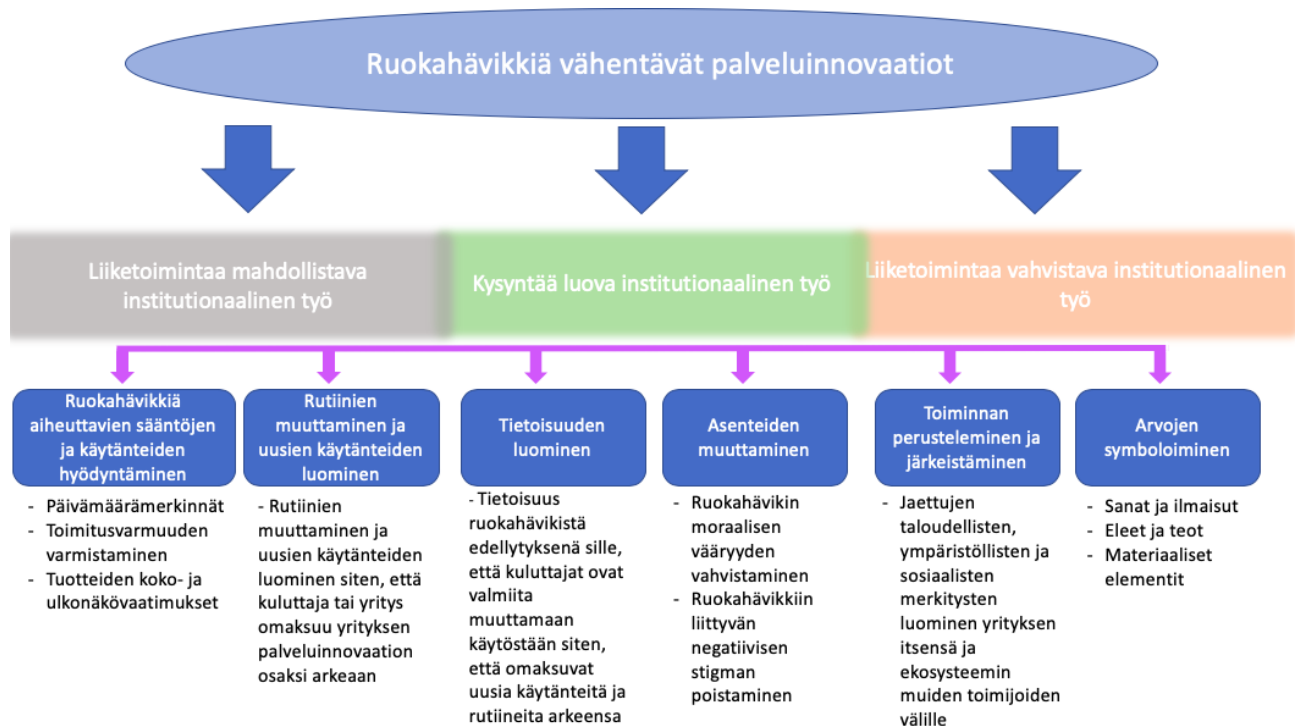 Ruokahävikkiä vähentävät palveluinnovaatiot
Liiketoimintaa mahdollistava
institutionaalinen työ
Kysyntää luova institutionaalinen työ
Liiketoimintaa vahvistava institutionaalinen
työ
Ruokahävikkiä
aiheuttavien sääntöjen
ja käytänteiden
hyödyntäminen
- Päivämäärämerkinnät
- Toimitusvarmuuden
varmistaminen
- Tuotteiden koko- ja
ulkonäkövaatimukset
Rutiinien
muuttaminen ja
uusien käytänteiden
luominen
- Rutiinien
muuttaminen ja
uusien käytänteiden
luominen siten, että
kuluttaja tai yritys
omaksuu yrityksen
palveluinnovaation
osaksi arkeaan
Tietoisuuden
luominen
- Tietoisuus
ruokahävikistä
edellytyksenä sille,
että kuluttajat ovat
valmiita
muuttamaan
käytöstään siten,
että omaksuvat
uusia käytänteitä ja
rutiineita arkeensa
Asenteiden
muuttaminen
- Ruokahävikin
moraalisen
vääryyden
vahvistaminen
- Ruokahävikkiin
liittyvän
negatiivisen
stigman
poistaminen
Toiminnan
perusteleminen ja
järkeistäminen
- Jaettujen
taloudellisten,
ympäristöllisten ja
sosiaalisten
merkitysten
luominen yrityksen
itsensä ja
ekosysteemin
muiden toimijoiden
välille
Arvojen
symboloiminen
- Sanat ja ilmaisut
- Eleet ja teot
- Materiaaliset
elementit